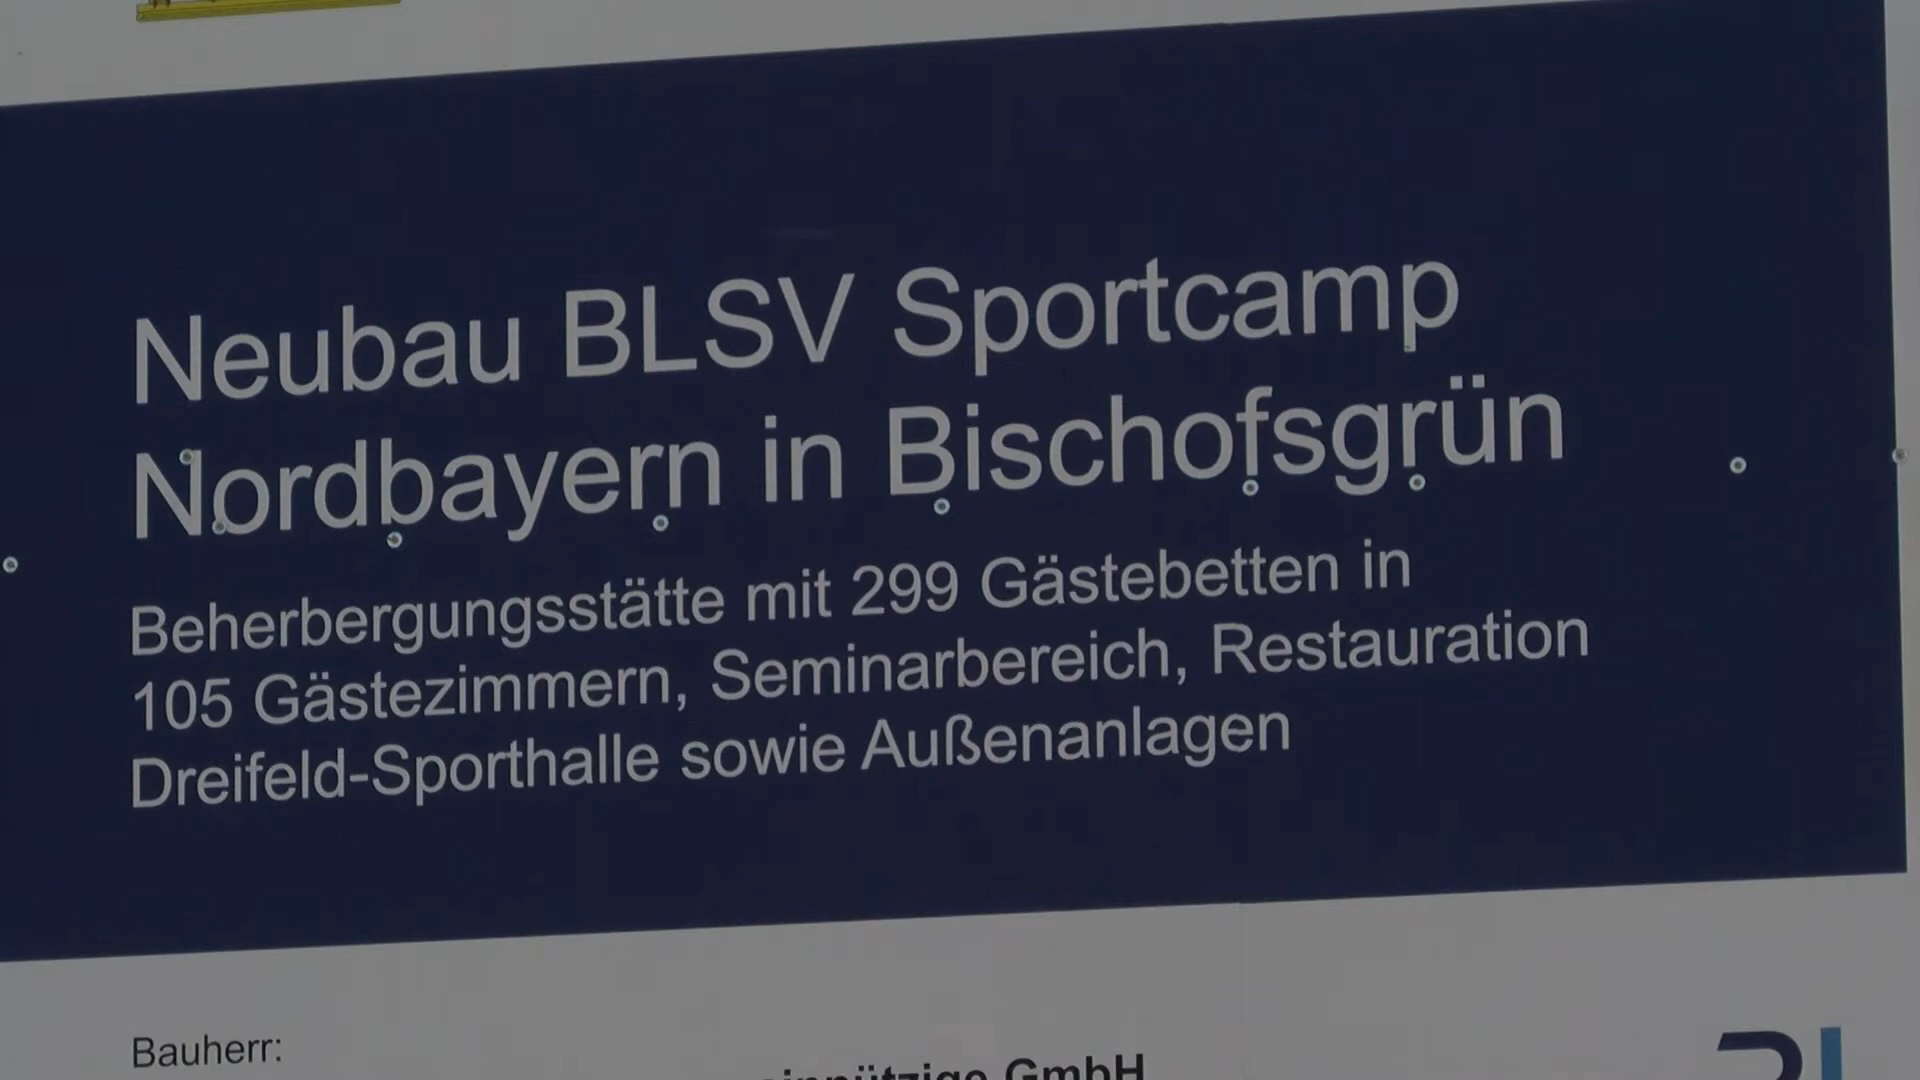 Neubau BLSV Sportcamp
Nordbayern in Bischofsgrün
Beherbergungsstätte mit 299 Gästebetten in
105 Gästezimmern, Seminarbereich, Restauration
Dreifeld-Sporthalle sowie Außenanlagen
Bauherr:
GmbH